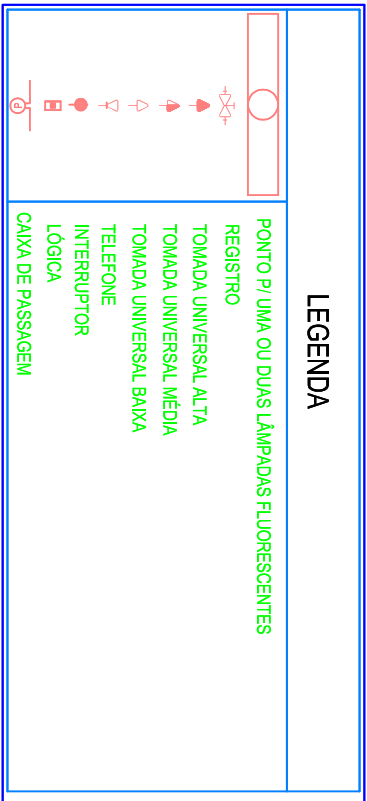 LEGENDA
PONTO P/ UMA OU DUAS LÂMPADAS FLUORESCENTES
REGISTRO
TOMADA UNIVERSAL ALTA
TOMADA UNIVERSAL MÉDIA
TOMADA UNIVERSAL BAIXA
TELEFONE
INTERRUPTOR
LÓGICA
P CAIXA DE PASSAGEM